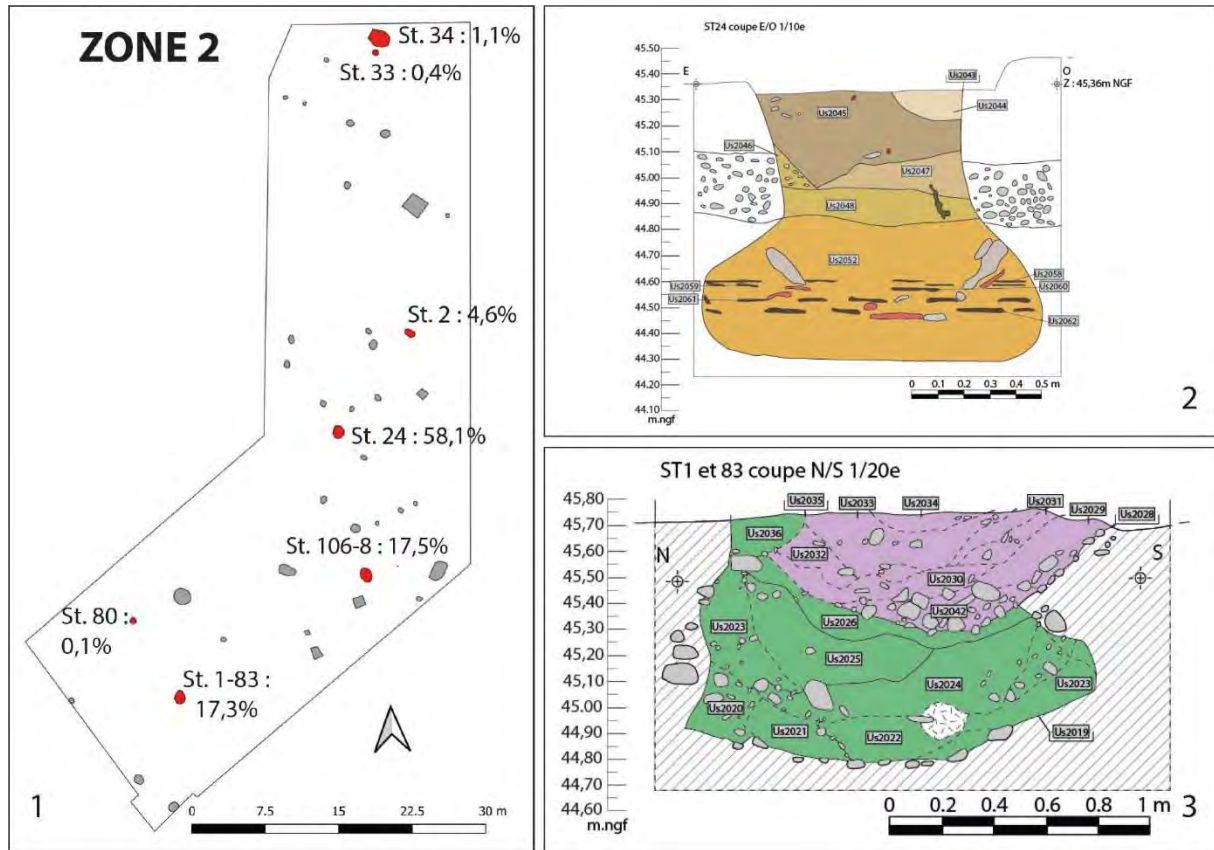 ZONE 2
St. 34 : 1,1%
St. 33 : 0,4%
St. 2 : 4,6%
St. 24 : 58,1%
St. 106-8 : 17,5%
St. 80 :
0,1%
St. 1-83 :
17,3%
0 7.5 15 22.5 30 m
1
ST24 coupe E/O 1/10e
45.50
45.40
45.30
45.20
45.10
45.00
44.90
44.80
44.70
44.60
44.50
44.40
44.30
44.20
44.10
m.ngf
E
O
Z : 45,36m NGF
Us2043
Us2044
Us2045
Us2046
Us2047
Us2048
Us2052
Us2058
Us2059
Us2060
Us2061
Us2062
0 0.1 0.2 0.3 0.4 0.5 m
2
ST1 et 83 coupe N/S 1/20e
45,80
45,70
45,60
45,50
45,40
45,30
45,20
45,10
45,00
44,90
44,80
44,70
44,60
m.ngf
N
S
Us2035
Us2033
Us2034
Us2031
Us2029
Us2028
Us2036
Us2032
Us2030
Us2042
Us2026
Us2023
Us2025
Us2024
Us2023
Us2020
Us2021
Us2022
Us2019
0 0.2 0.4 0.6 0.8 1 m
3